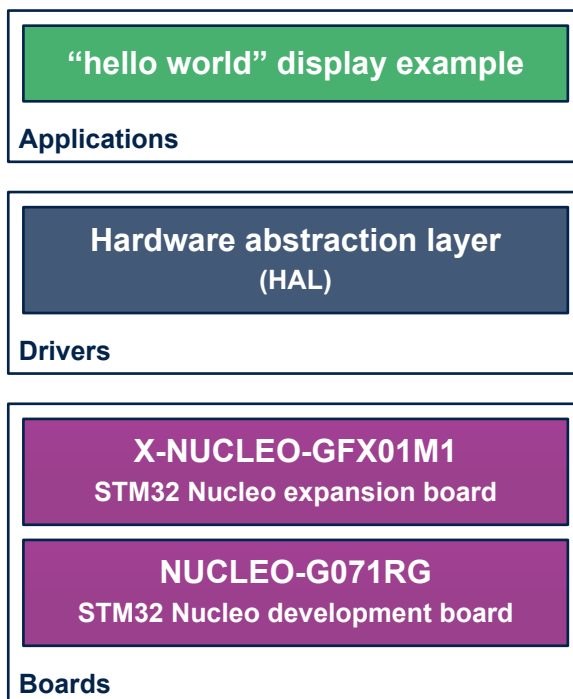 “hello world” display example
Applications
Hardware abstraction layer
(HAL)
Drivers
X-NUCLEO-GFX01M1
STM32 Nucleo expansion board
NUCLEO-G071RG
STM32 Nucleo development board
Boards